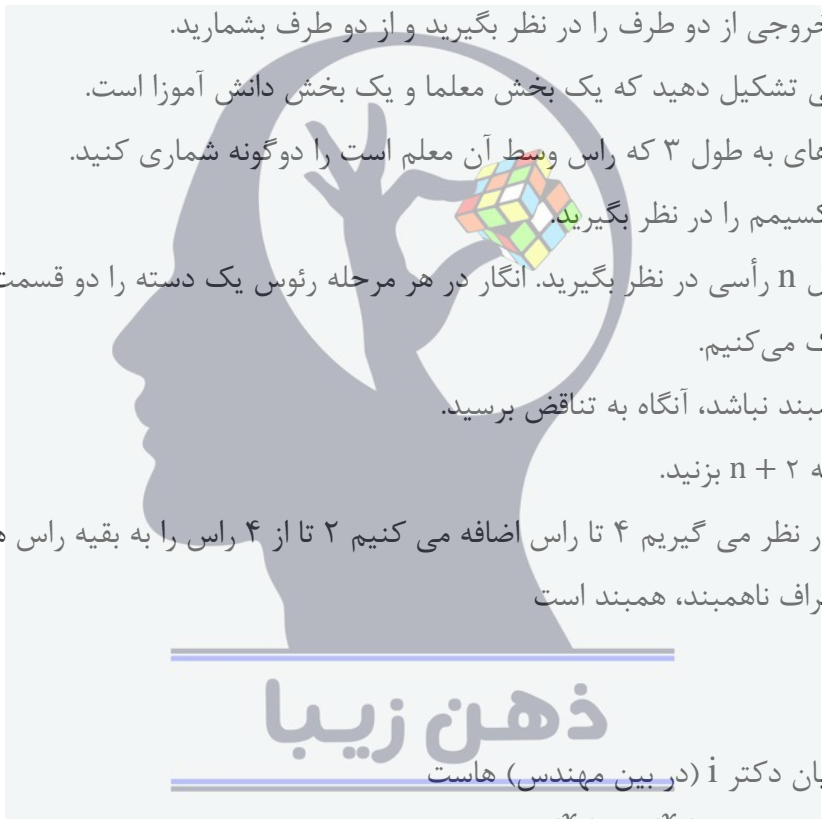 خروجی از دو طرف را در نظر بگیرید و از دو طرف بشمارید.
تشکیل دهید که یک بخش معلما و یک بخش دانش آموزا است.
های به طول ۳ که راس وسط آن معلم است را دوگونه شماری کنید.
کسیمم را در نظر بگیرید.
n رأسی در نظر بگیرید. انگار در هر مرحله رئوس یک دسته را دو قسمت
می‌کنیم.
نباشد، آنگاه به تناقض برسید.
n + ۲ بزنید.
در نظر می گیریم ۴ تا راس اضافه می کنیم ۲ تا از ۴ راس را به بقیه راس
گراف ناهمبند، همبند است
ذهن زیبا
دکتر i (در بین مهندس) هاست